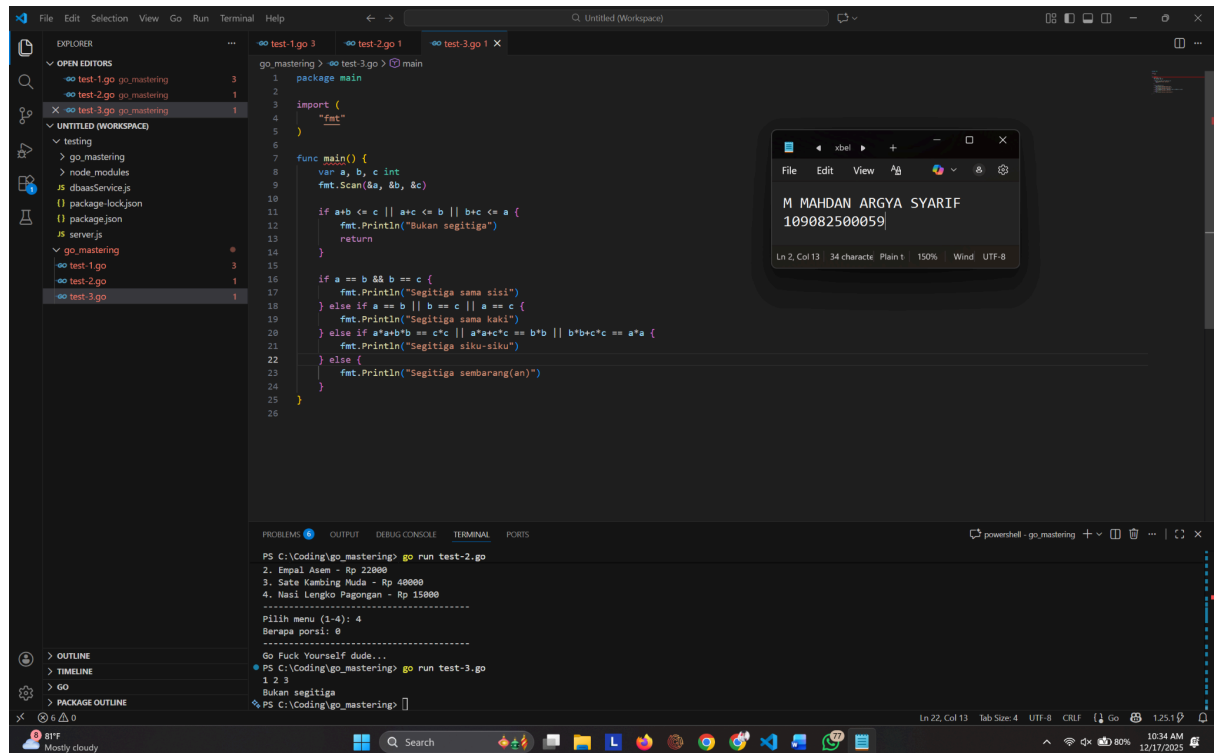 File Edit Selection View Go Run Terminal Help
Untitled (Workspace)
EXPLORER
OPEN EDITORS
test-1.go go_mastering 3
test-2.go go_mastering 1
test-3.go go_mastering 1
UNTITLED (WORKSPACE)
testing
go_mastering
node_modules
JS dbaasService.js
{} package-lock.json
{} package.json
JS server.js
go_mastering
test-1.go 3
test-2.go 1
test-3.go 1
OUTLINE
TIMELINE
GO
PACKAGE OUTLINE
test-1.go 3 test-2.go 1 test-3.go 1
go_mastering > test-3.go > main
1 package main
2
3 import (
4 "fmt"
5 )
6
7 func main() {
8 var a, b, c int
9 fmt.Scan(&a, &b, &c)
10
11 if a+b <= c || a+c <= b || b+c <= a {
12 fmt.Println("Bukan segitiga")
13 return
14 }
15
16 if a == b && b == c {
17 fmt.Println("Segitiga sama sisi")
18 } else if a == b || b == c || a == c {
19 fmt.Println("Segitiga sama kaki")
20 } else if a*a+b*b == c*c || a*a+c*c == b*b || b*b+c*c == a*a {
21 fmt.Println("Segitiga siku-siku")
22 } else {
23 fmt.Println("Segitiga sembarang(an)")
24 }
25 }
26
xbel
File Edit View
M MAHDAN ARGYA SYARIF
109082500059
Ln 2, Col 13 34 characte Plain t 150% Wind UTF-8
PROBLEMS 6 OUTPUT DEBUG CONSOLE TERMINAL PORTS
powershell - go_mastering
PS C:\Coding\go_mastering> go run test-2.go
2. Empal Asem - Rp 22000
3. Sate Kambing Muda - Rp 40000
4. Nasi Lengko Pagongan - Rp 15000
---------------------------------------
Pilih menu (1-4): 4
Berapa porsi: 0
---------------------------------------
Go Fuck Yourself dude...
PS C:\Coding\go_mastering> go run test-3.go
1 2 3
Bukan segitiga
PS C:\Coding\go_mastering>
6 0
Ln 22, Col 13 Tab Size: 4 UTF-8 CRLF {} Go 1.25.1
8
81°F
Mostly cloudy
Search
77
80%
10:34 AM
12/17/2025